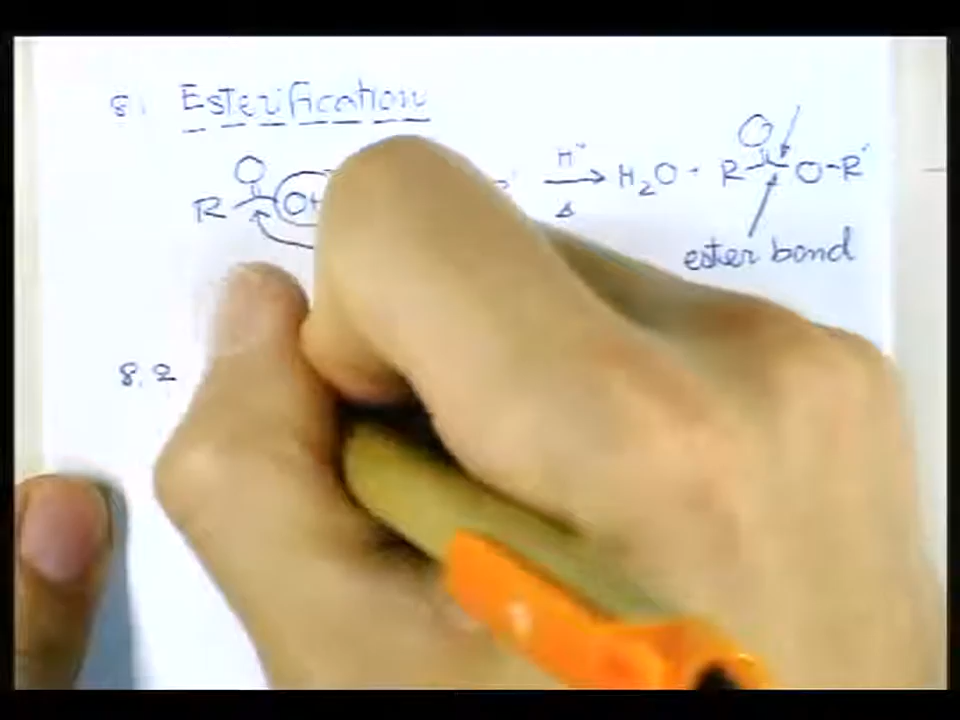 8. Esterification
O O
R OH H⁺ → H₂O + R O-R'
Δ
ester bond
8.2